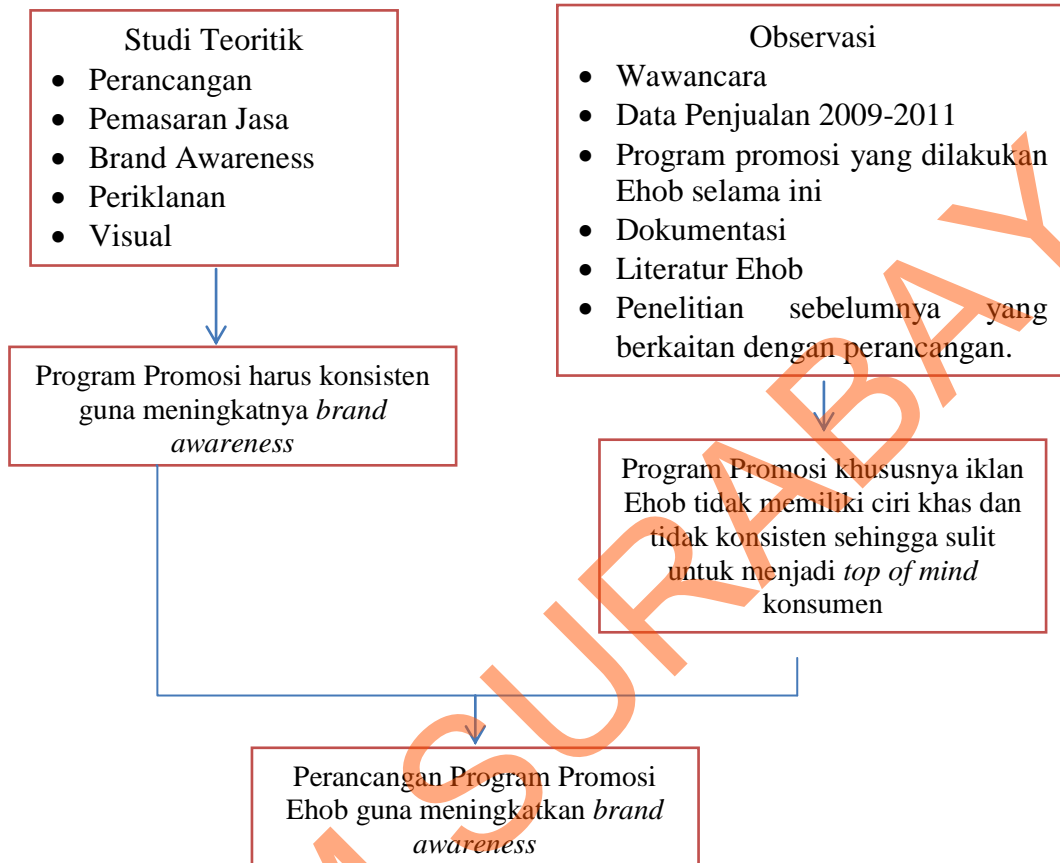 Studi Teoritik
• Perancangan
• Pemasaran Jasa
• Brand Awareness
• Periklanan
• Visual
Observasi
• Wawancara
• Data Penjualan 2009-2011
• Program promosi yang dilakukan
Ehob selama ini
• Dokumentasi
• Literatur Ehob
• Penelitian sebelumnya yang
berkaitan dengan perancangan.
Program Promosi harus konsisten
guna meningkatnya brand
awareness
Program Promosi khususnya iklan
Ehob tidak memiliki ciri khas dan
tidak konsisten sehingga sulit
untuk menjadi top of mind
konsumen
Perancangan Program Promosi
Ehob guna meningkatkan brand
awareness
M SURABAY